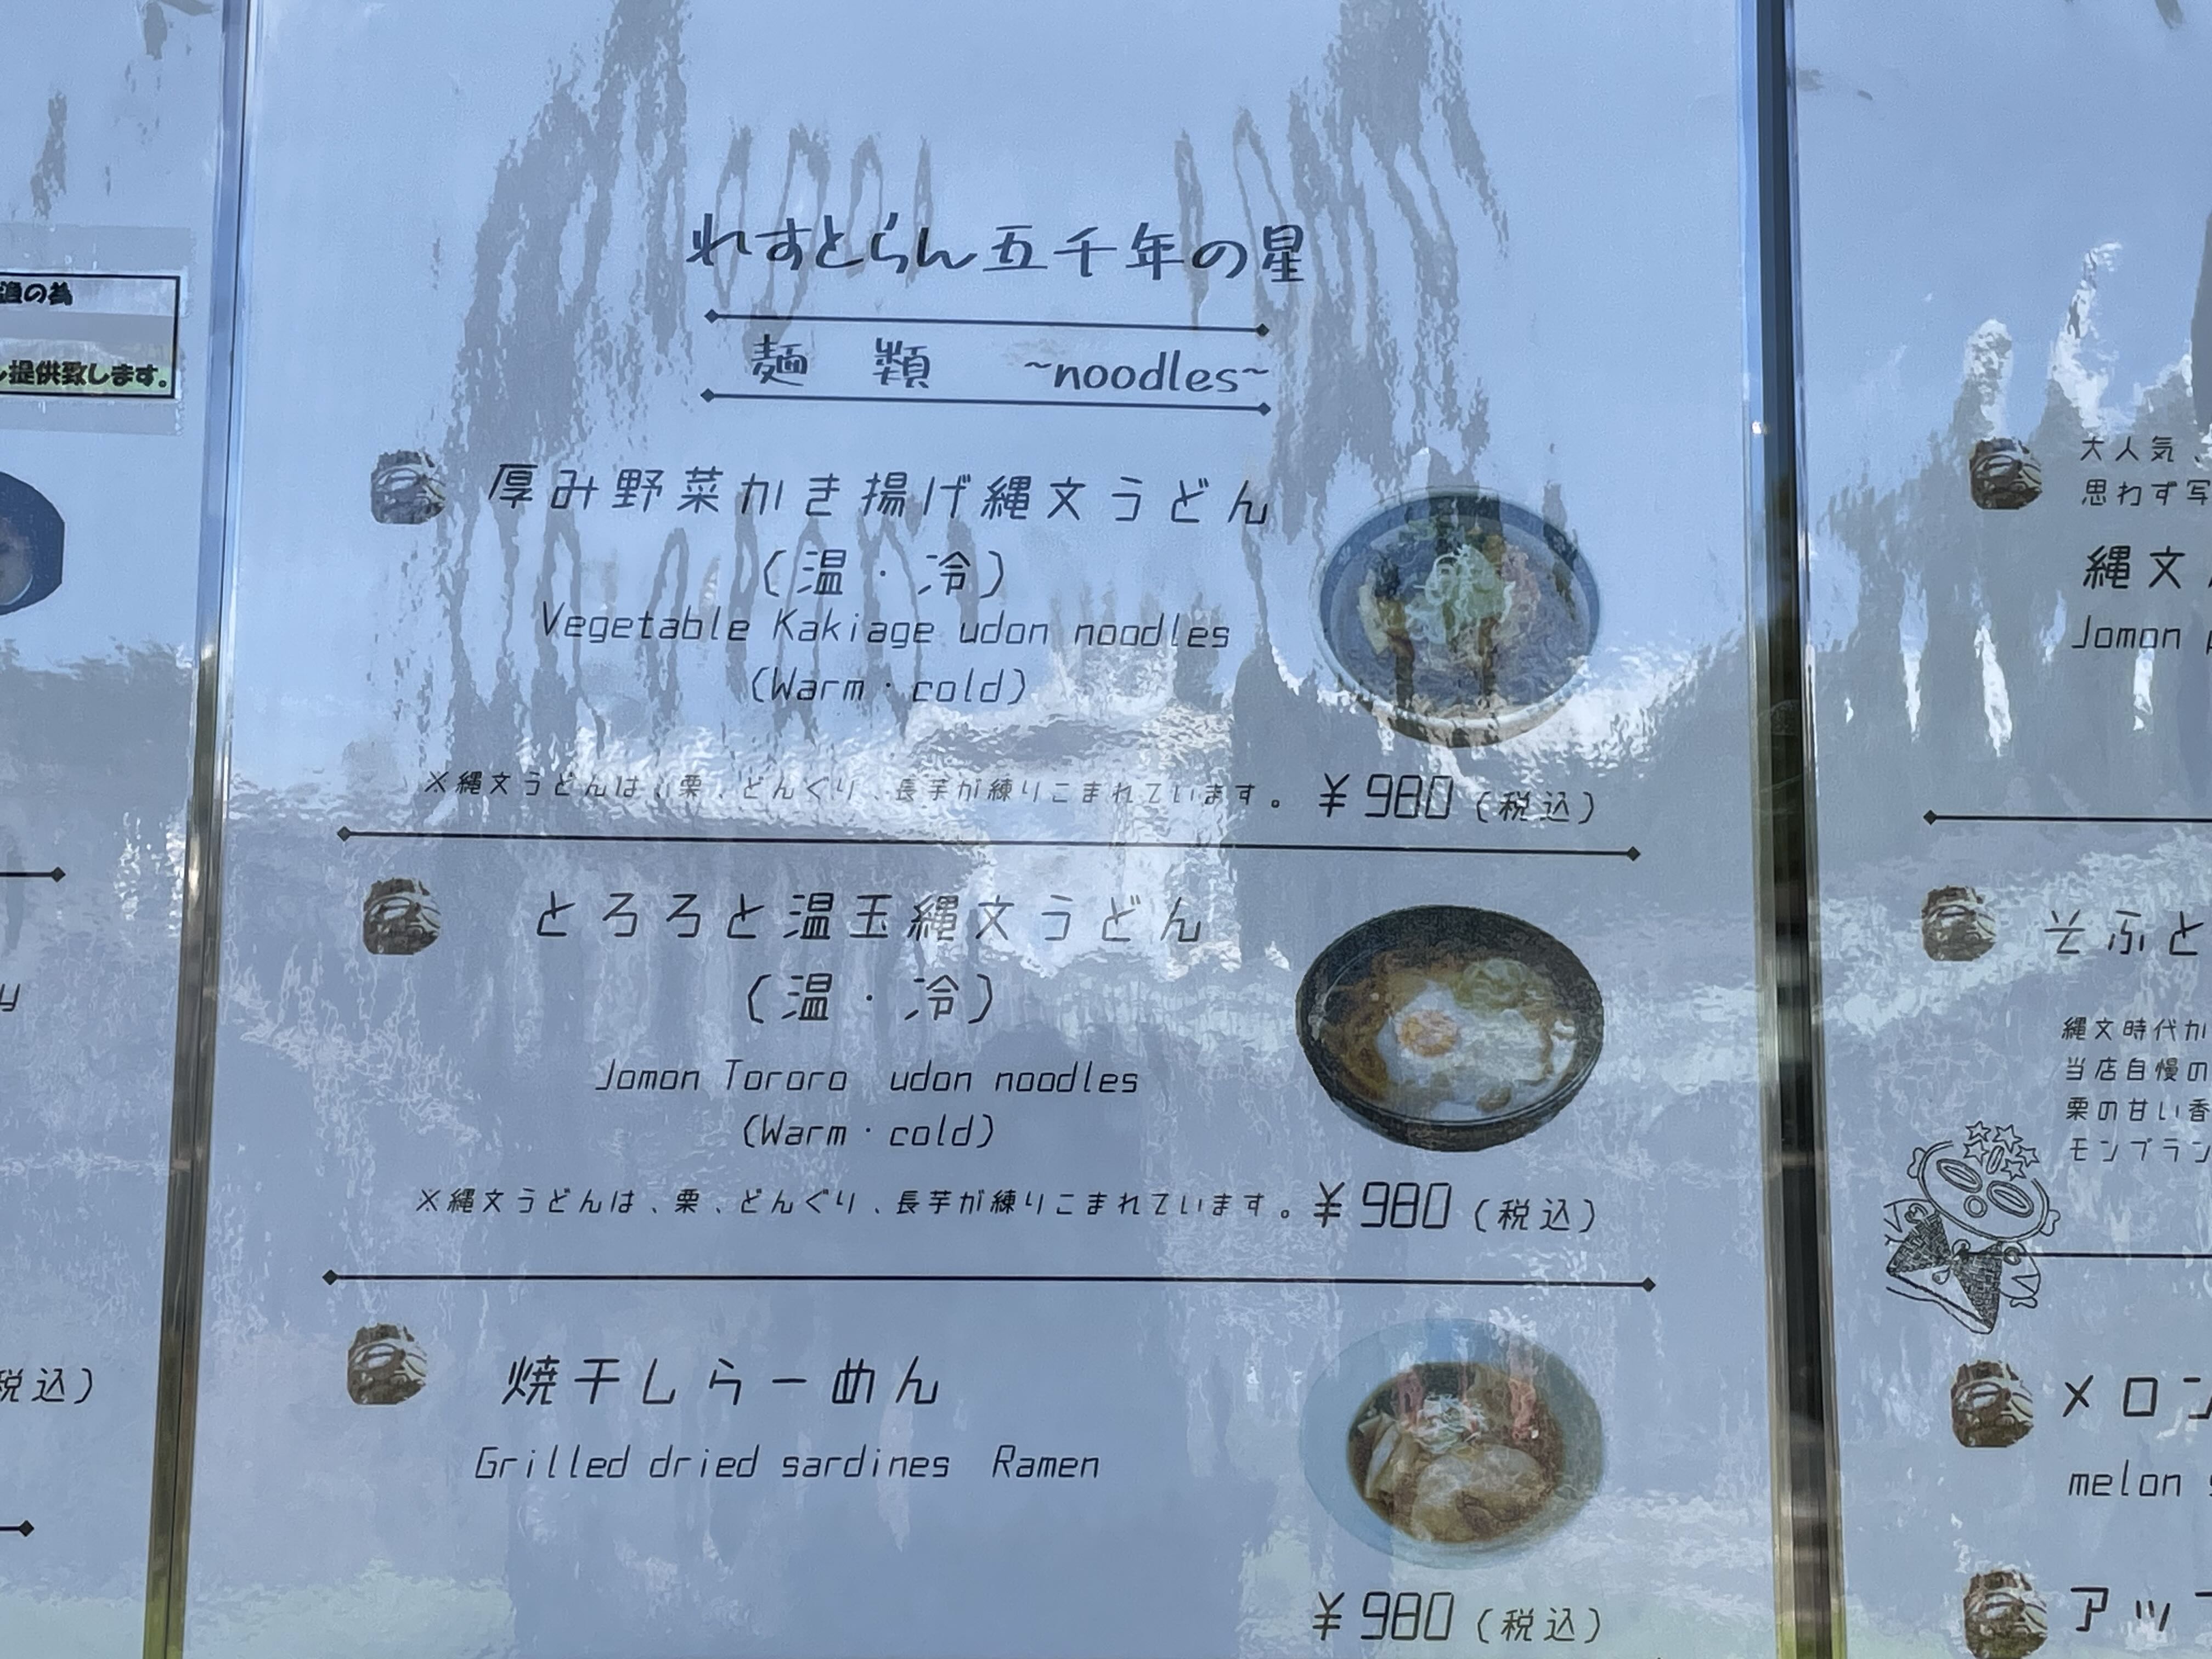 過の為
し提供致します。
y
税込)
れすとらん五千年の星
麺 類 ~noodles~
厚み野菜かき揚げ縄文うどん
(温・冷)
Vegetable Kakiage udon noodles
(Warm・cold)
※縄文うどんは、栗、どんぐり、長芋が練りこまれています。 ¥980(税込)
とろろと温玉縄文うどん
(温・冷)
Jomon Tororo udon noodles
(Warm・cold)
※縄文うどんは、栗、どんぐり、長芋が練りこまれています。 ¥980(税込)
焼干しらーめん
Grilled dried sardines Ramen
¥980(税込)
大人気、
思わず写
縄文
Jomon p
そふと
縄文時代か
当店自慢の
栗の甘い香
モンブラン
メロン
melon s
アップ